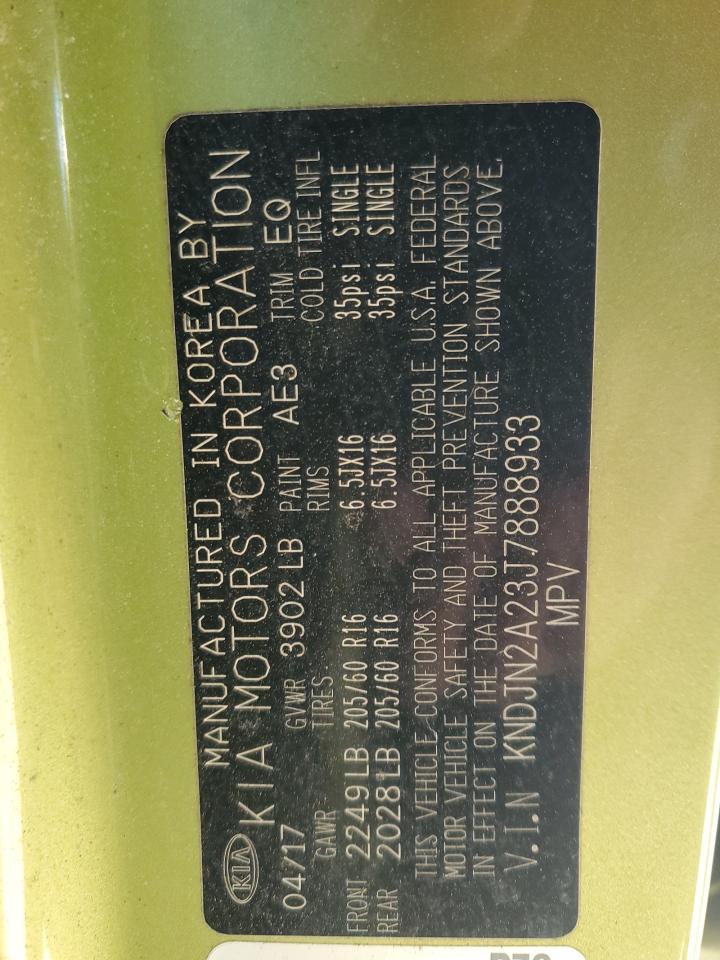 MANUFACTURED IN KOREA BY
KIA KIA MOTORS CORPORATION
04/17 GVWR 3902 LB PAINT AE3 TRIM EQ
GAWR TIRES RIMS COLD TIRE INFL
FRONT 2249LB 205/60 R16 6.5JX16 35psi SINGLE
REAR 2028LB 205/60 R16 6.5JX16 35psi SINGLE
THIS VEHICLE CONFORMS TO ALL APPLICABLE U.S.A. FEDERAL
MOTOR VEHICLE SAFETY AND THEFT PREVENTION STANDARDS
IN EFFECT ON THE DATE OF MANUFACTURE SHOWN ABOVE.
V.I.N KNDJN2A23J7888933
MPV